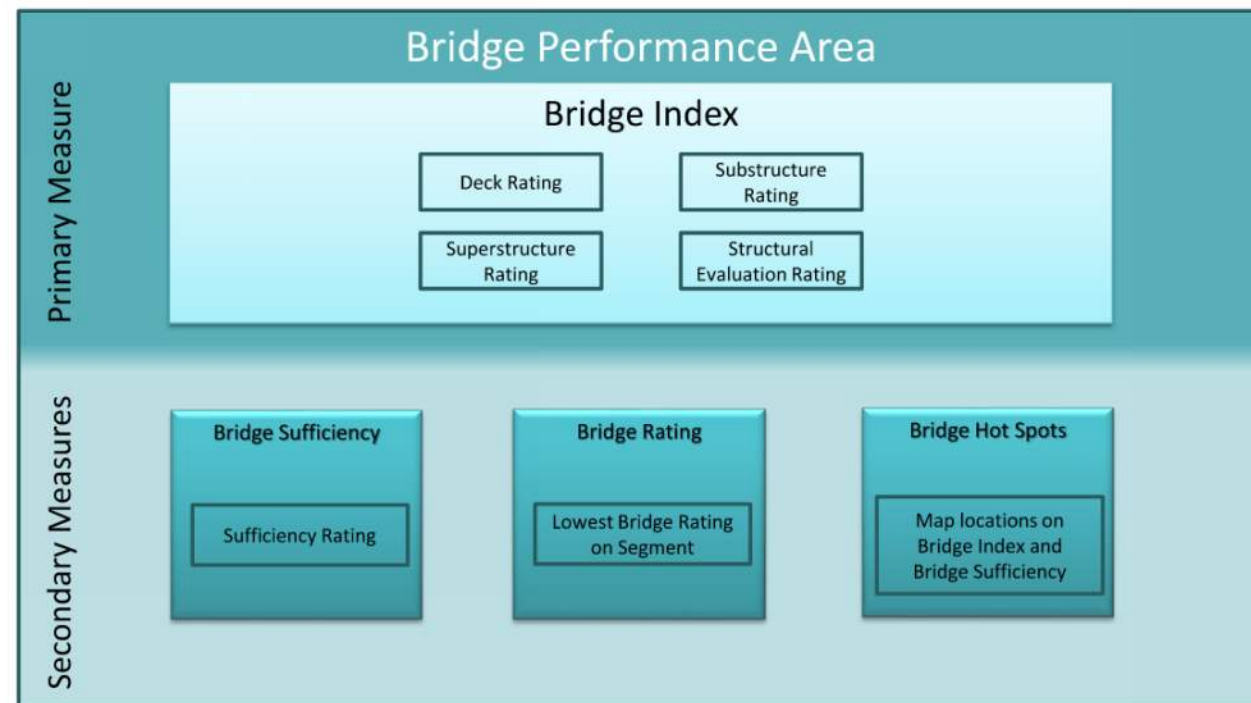 Bridge Performance Area
Primary Measure
Bridge Index
Deck Rating
Substructure
Rating
Superstructure
Rating
Structural
Evaluation Rating
Secondary Measures
Bridge Sufficiency
Sufficiency Rating
Bridge Rating
Lowest Bridge Rating
on Segment
Bridge Hot Spots
Map locations on
Bridge Index and
Bridge Sufficiency